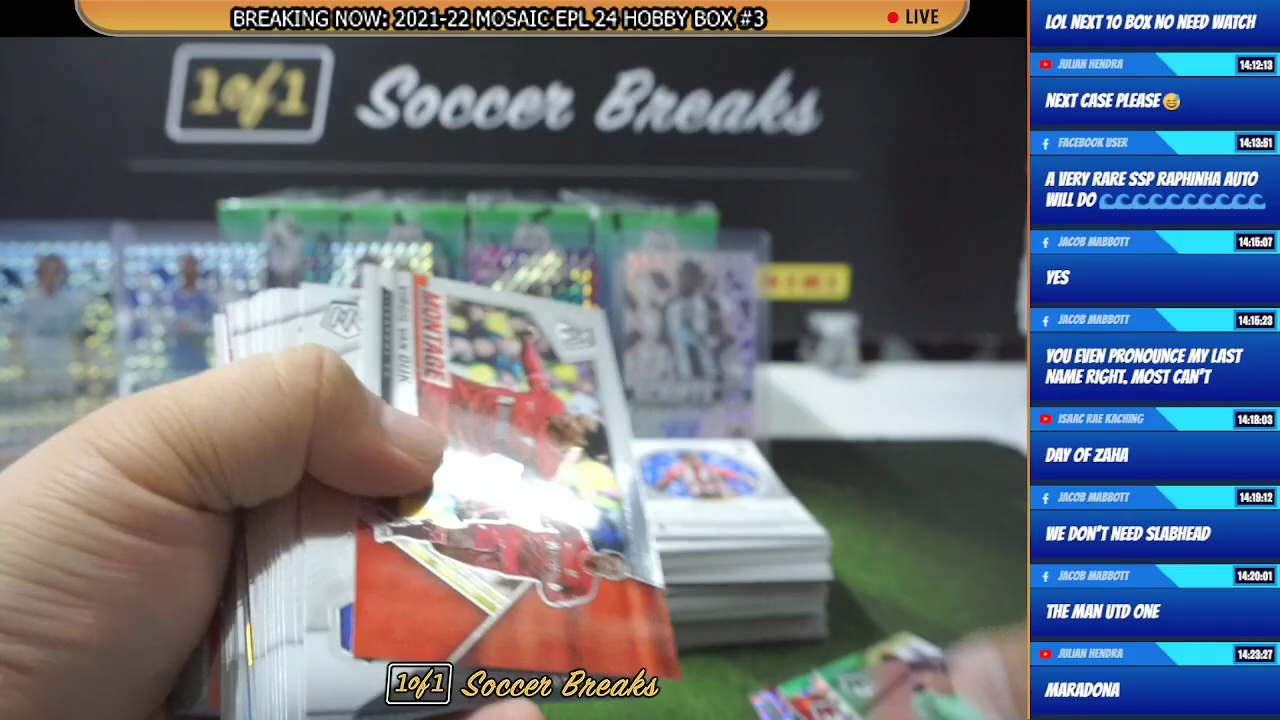 BREAKING NOW: 2021-22 MOSAIC EPL 24 HOBBY BOX #3
LIVE
1of1 Soccer Breaks
MONTAGE
1of1 Soccer Breaks
LOL NEXT 10 BOX NO NEED WATCH
JULIAN HENDRA 14:12:13
NEXT CASE PLEASE😅
FACEBOOK USER 14:13:51
A VERY RARE SSP RAPHINHA AUTO
WILL DO 🌊🌊🌊🌊🌊🌊🌊🌊🌊🌊
JACOB MABBOTT 14:15:07
YES
JACOB MABBOTT 14:15:23
YOU EVEN PRONOUNCE MY LAST
NAME RIGHT. MOST CAN'T
ISAAC RAE KACHING 14:18:03
DAY OF ZAHA
JACOB MABBOTT 14:19:12
WE DON'T NEED SLABHEAD
JACOB MABBOTT 14:20:01
THE MAN UTD ONE
JULIAN HENDRA 14:23:27
MARADONA